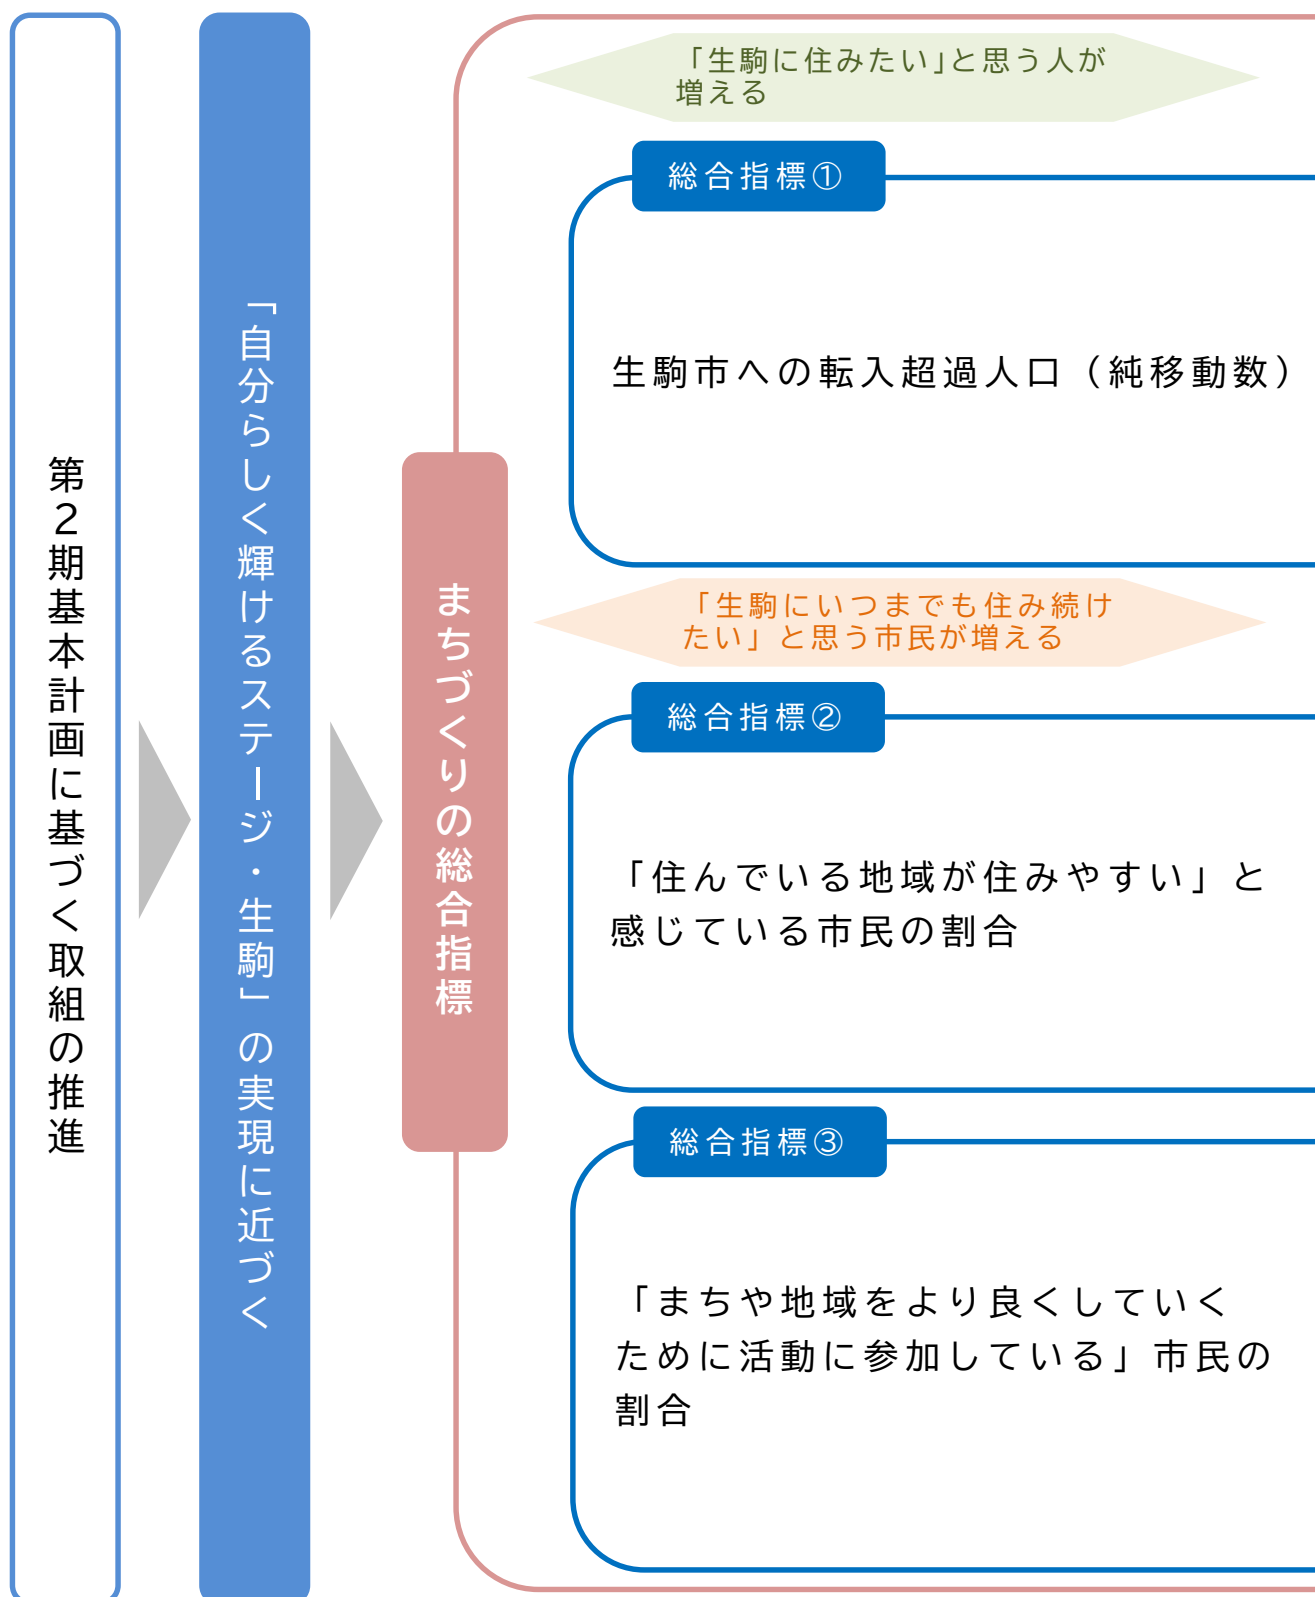 第２期基本計画に基づく取組の推進
「自分らしく輝けるステージ・生駒」の実現に近づく
まちづくりの総合指標
「生駒に住みたい」と思う人が
増える
総合指標①
生駒市への転入超過人口（純移動数）
「生駒にいつまでも住み続け
たい」と思う市民が増える
総合指標②
「住んでいる地域が住みやすい」と
感じている市民の割合
総合指標③
「まちや地域をより良くしていく
ために活動に参加している」市民の
割合